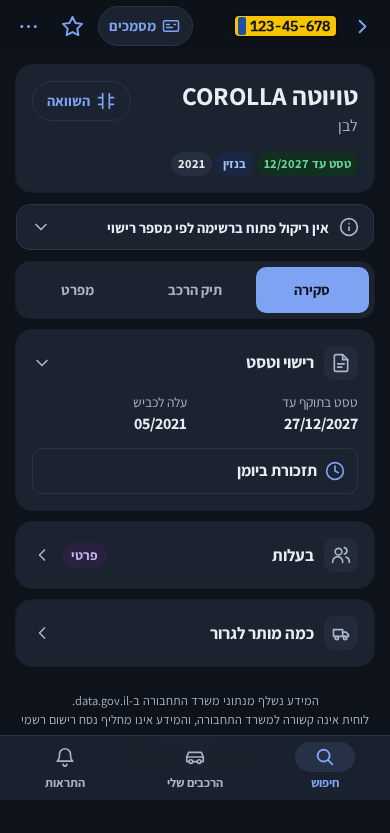 123-45-678
מסמכים
טויוטה COROLLA
השוואה
לבן
טסט עד 12/2027
בנזין
2021
אין ריקול פתוח ברשימה לפי מספר רישוי
סקירה
תיק הרכב
מפרט
רישוי וטסט
טסט בתוקף עד
עלה לכביש
27/12/2027
05/2021
תזכורת ביומן
בעלות
פרטי
כמה מותר לגרור
המידע נשלף מנתוני משרד התחבורה ב-data.gov.il.
לוחית אינה קשורה למשרד התחבורה, והמידע אינו מחליף נסח רישום רשמי
חיפוש
הרכבים שלי
התראות